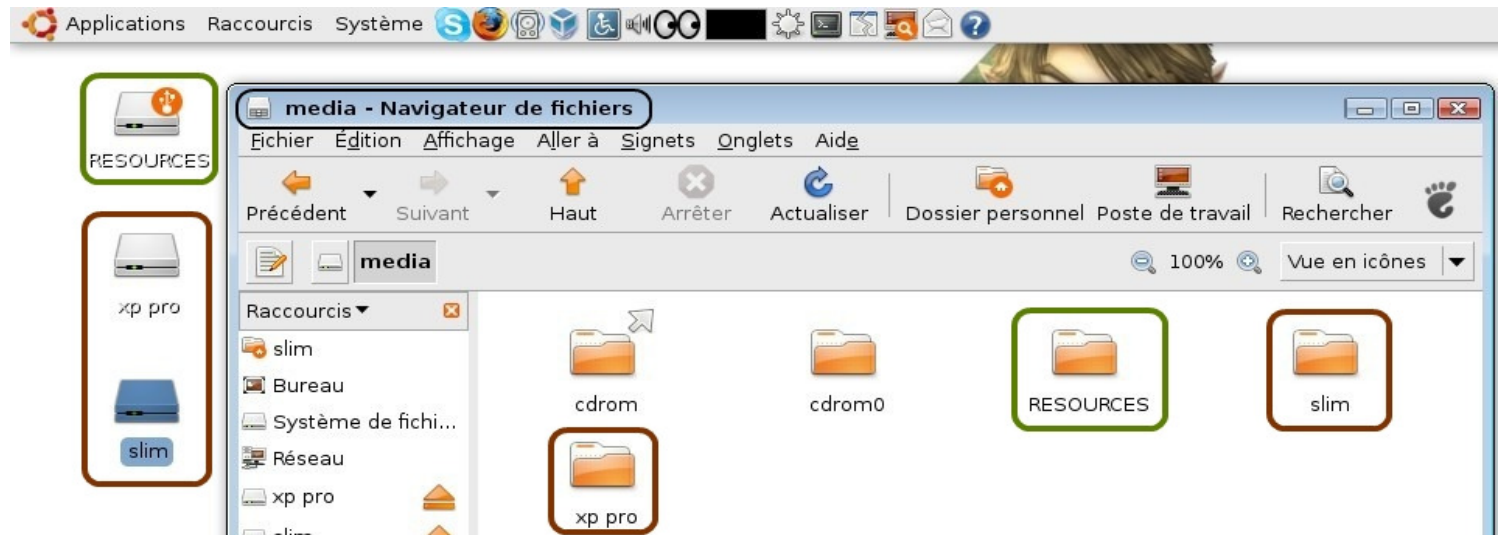 Applications Raccourcis Système
RESOURCES
xp pro
slim
media - Navigateur de fichiers
Fichier Édition Affichage Aller à Signets Onglets Aide
Précédent Suivant Haut Arrêter Actualiser Dossier personnel Poste de travail Rechercher
media 100% Vue en icônes
Raccourcis
slim
Bureau
Système de fichi...
Réseau
xp pro
slim
cdrom cdrom0 RESOURCES slim
xp pro